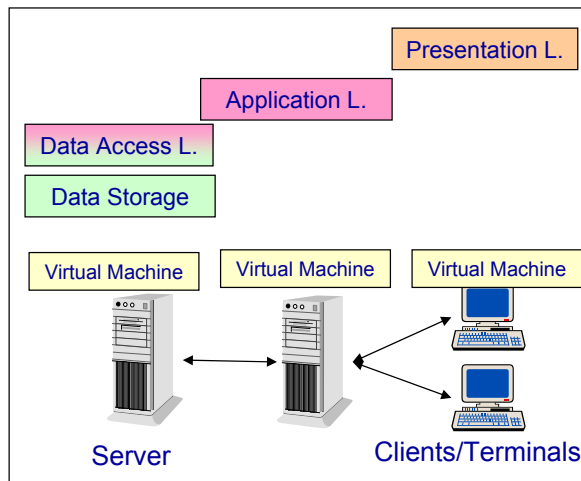 Presentation L.
Application L.
Data Access L.
Data Storage
Virtual Machine
Virtual Machine
Virtual Machine
Server
Clients/Terminals